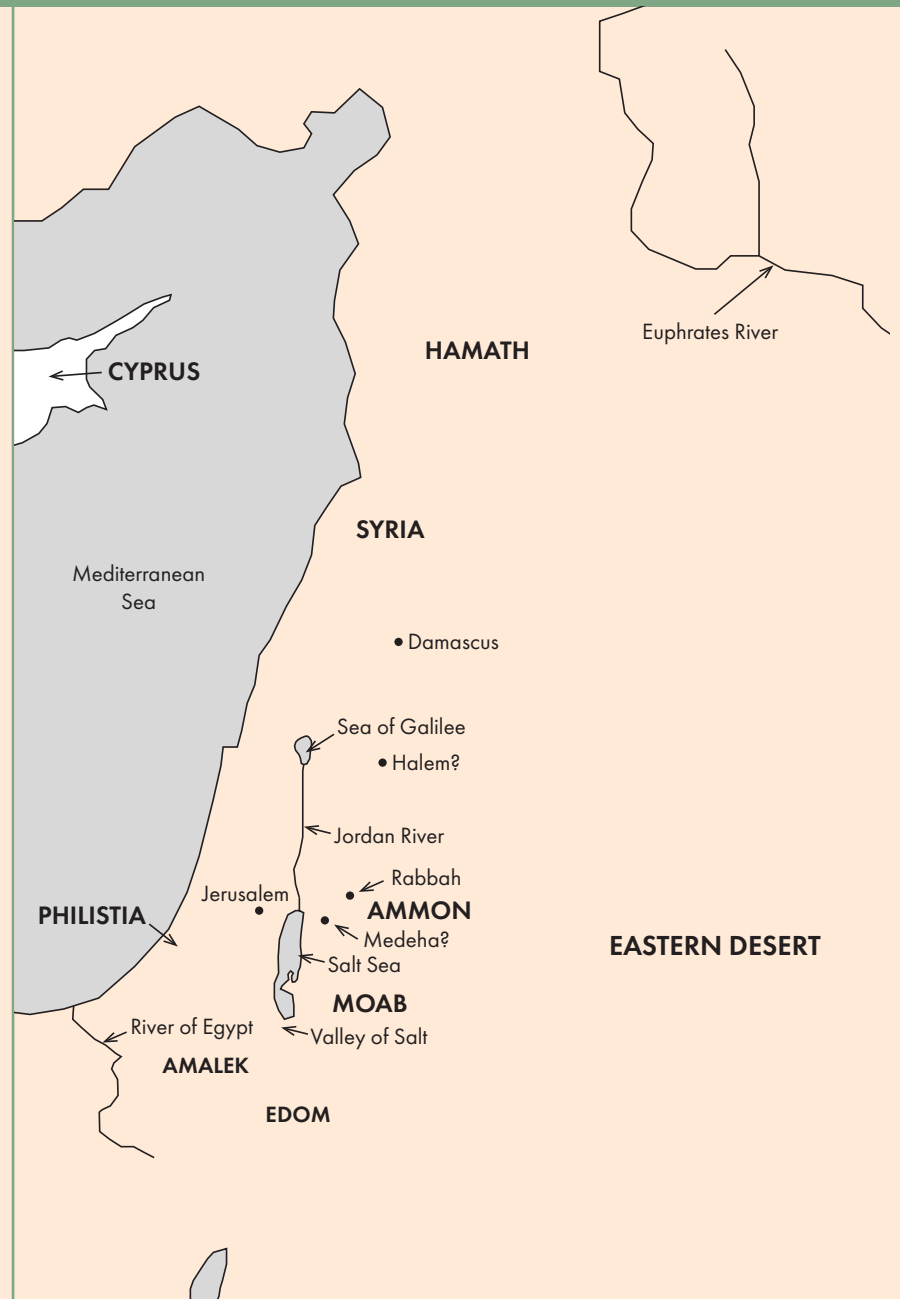 Euphrates River
HAMATH
CYPRUS
SYRIA
Mediterranean
Sea
Damascus
Sea of Galilee
Halem?
Jordan River
Rabbah
Jerusalem
AMMON
PHILISTIA
Medeha?
EASTERN DESERT
Salt Sea
MOAB
River of Egypt
Valley of Salt
AMALEK
EDOM